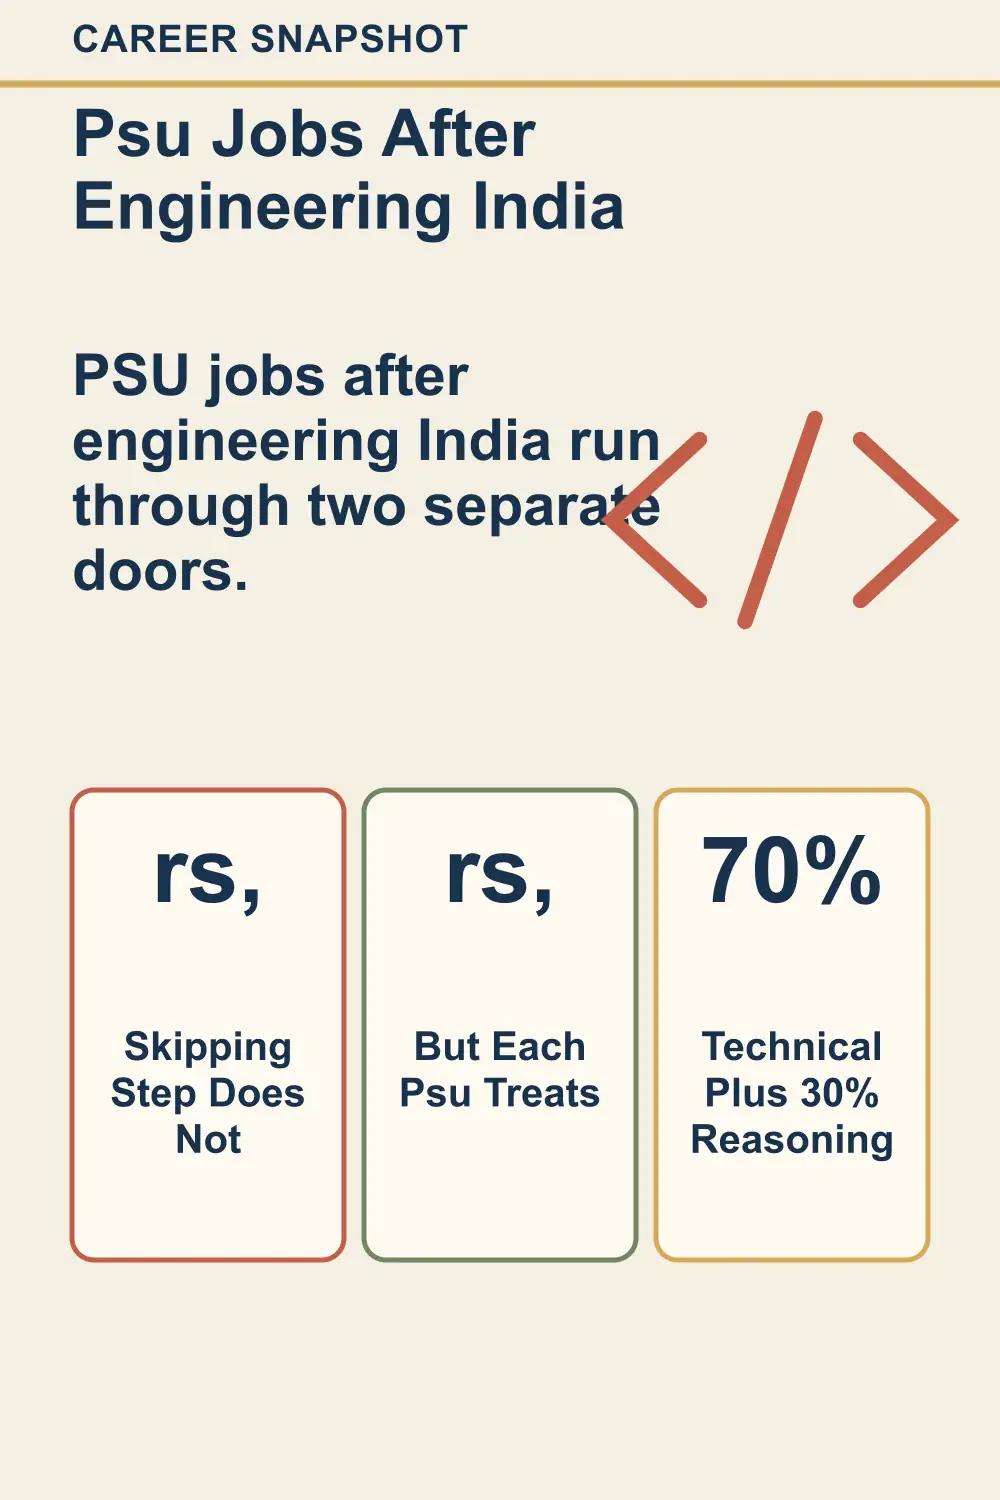 CAREER SNAPSHOT
Psu Jobs After
Engineering India
PSU jobs after
engineering India run
through two separate
doors.
</>
rs,
Skipping
Step Does
Not
rs,
But Each
Psu Treats
70%
Technical
Plus 30%
Reasoning